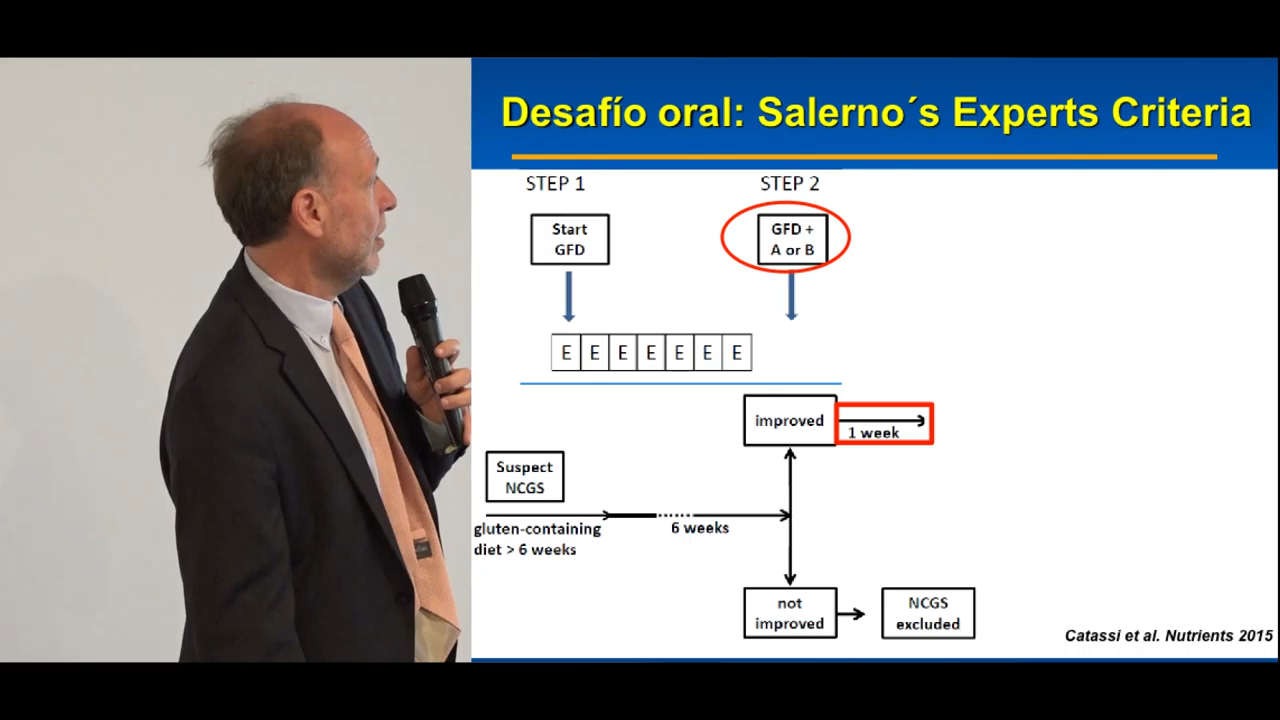 Desafío oral: Salerno´s Experts Criteria
STEP 1
STEP 2
Start
GFD
GFD +
A or B
E E E E E E E
improved
1 week
Suspect
NCGS
gluten-containing
diet > 6 weeks
6 weeks
not
improved
NCGS
excluded
Catassi et al. Nutrients 2015